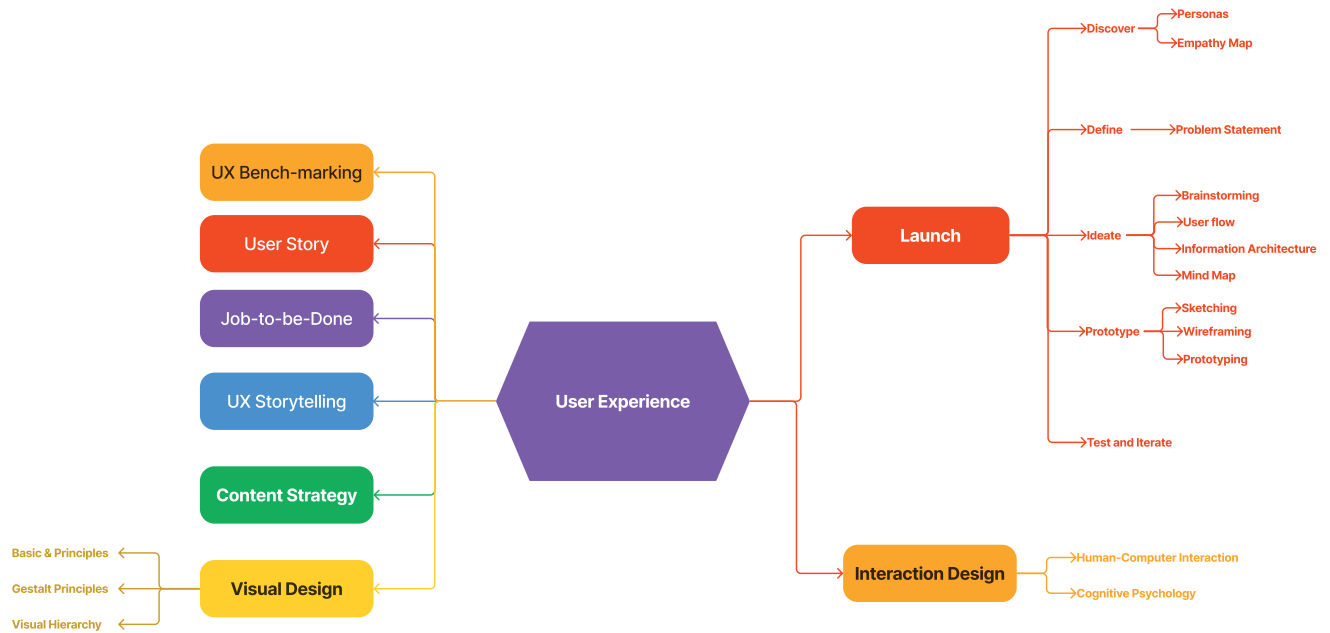 User Experience
UX Bench-marking
User Story
Job-to-be-Done
UX Storytelling
Content Strategy
Visual Design
Basic & Principles
Gestalt Principles
Visual Hierarchy
Launch
Discover
Personas
Empathy Map
Define
Problem Statement
Ideate
Brainstorming
User flow
Information Architecture
Mind Map
Prototype
Sketching
Wireframing
Prototyping
Test and Iterate
Interaction Design
Human-Computer Interaction
Cognitive Psychology